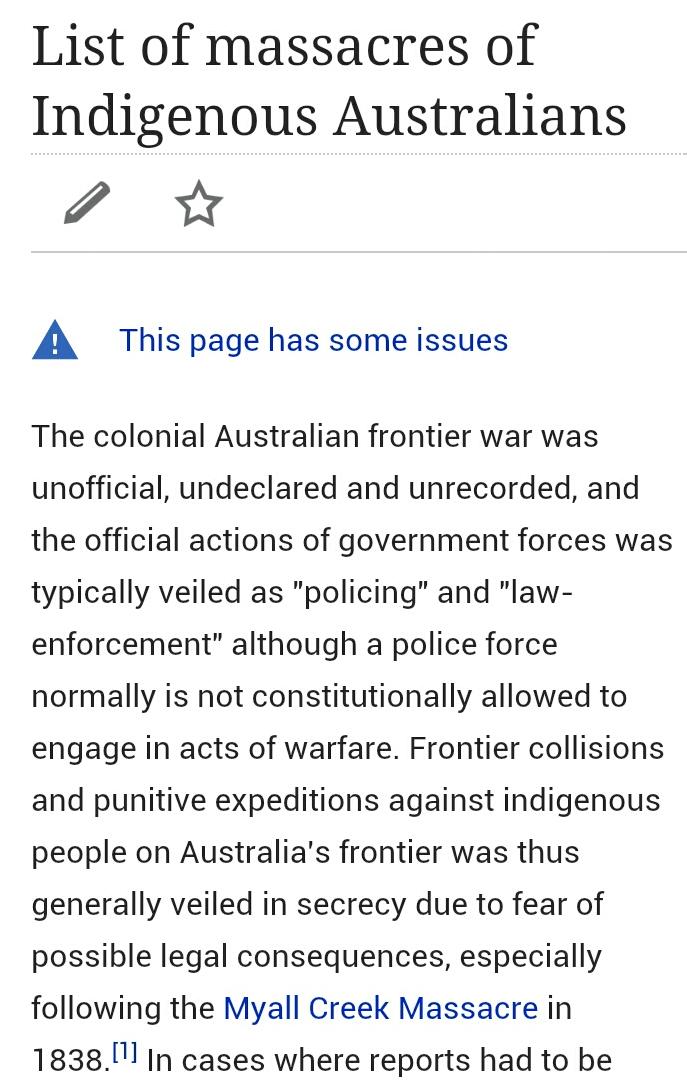 List of massacres of
Indigenous Australians
This page has some issues
The colonial Australian frontier war was
unofficial, undeclared and unrecorded, and
the official actions of government forces was
typically veiled as "policing" and "law-
enforcement" although a police force
normally is not constitutionally allowed to
engage in acts of warfare. Frontier collisions
and punitive expeditions against indigenous
people on Australia's frontier was thus
generally veiled in secrecy due to fear of
possible legal consequences, especially
following the Myall Creek Massacre in
1838.[1] In cases where reports had to be